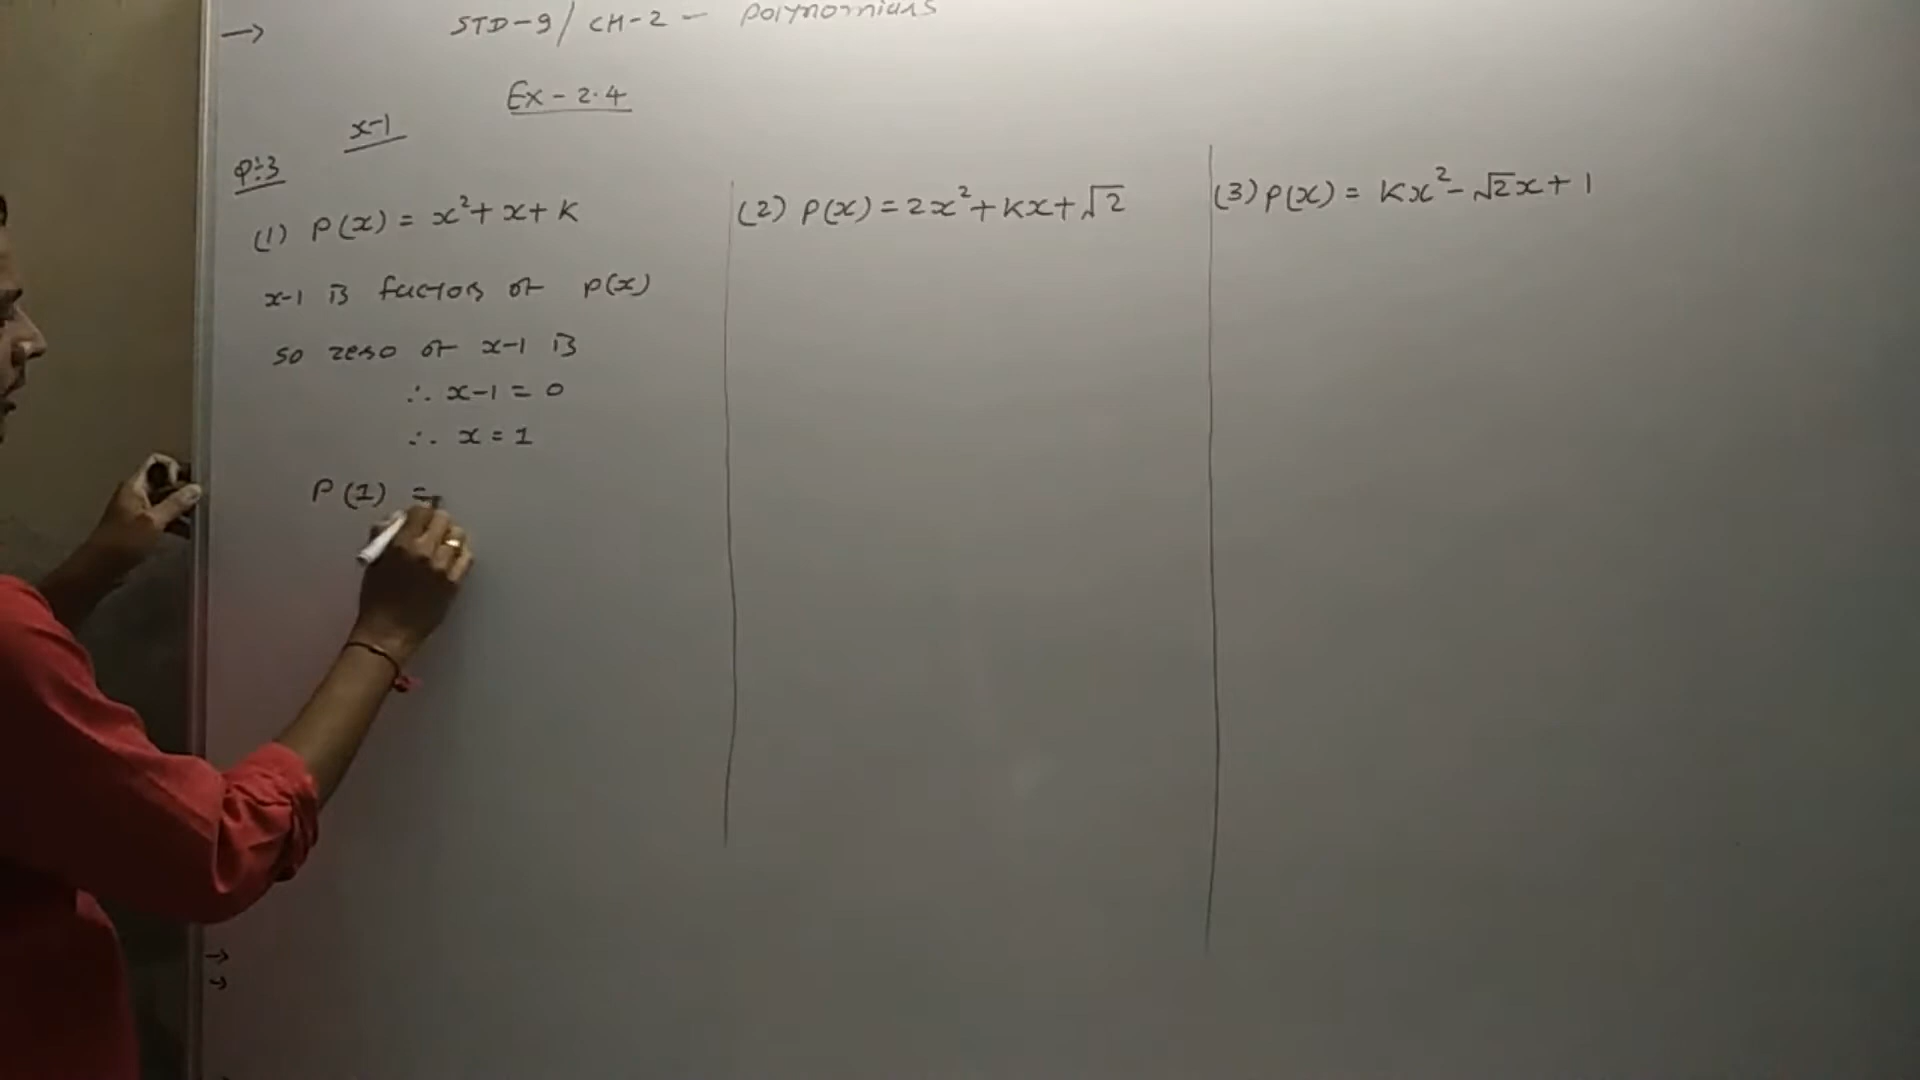 → STD-9/ CH-2 - Polynomials
Ex-2.4
x-1
Q:3
(1) P(x) = x²+ x+ K
x-1 is factors of P(x)
so zero of x-1 is
∴ x-1 = 0
∴ x = 1
P(1) =
(2) P(x) = 2x²+Kx+√2
(3) P(x) = Kx²-√2x+1
→
→